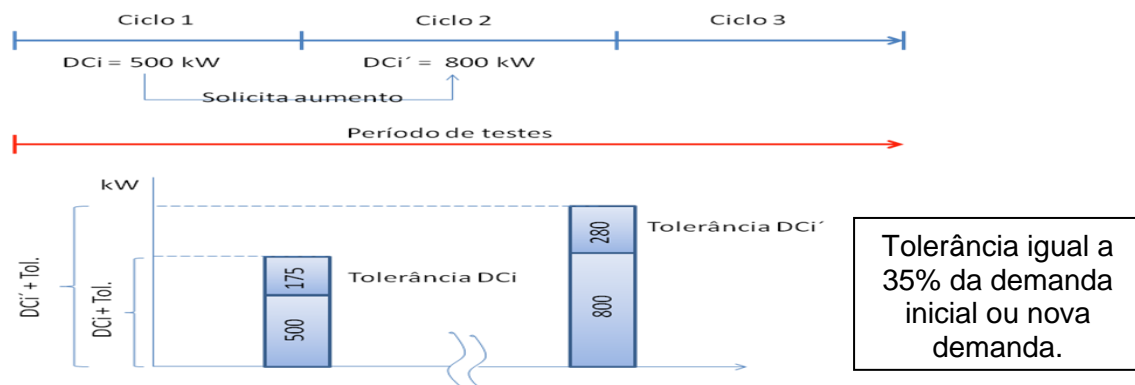 Ciclo 1 Ciclo 2 Ciclo 3
DCi = 500 kW DCi´ = 800 kW
Solicita aumento
Período de testes
kW
DCi´ + Tol.
DCi + Tol.
175
500
Tolerância DCi
280
800
Tolerância DCi´
Tolerância igual a
35% da demanda
inicial ou nova
demanda.